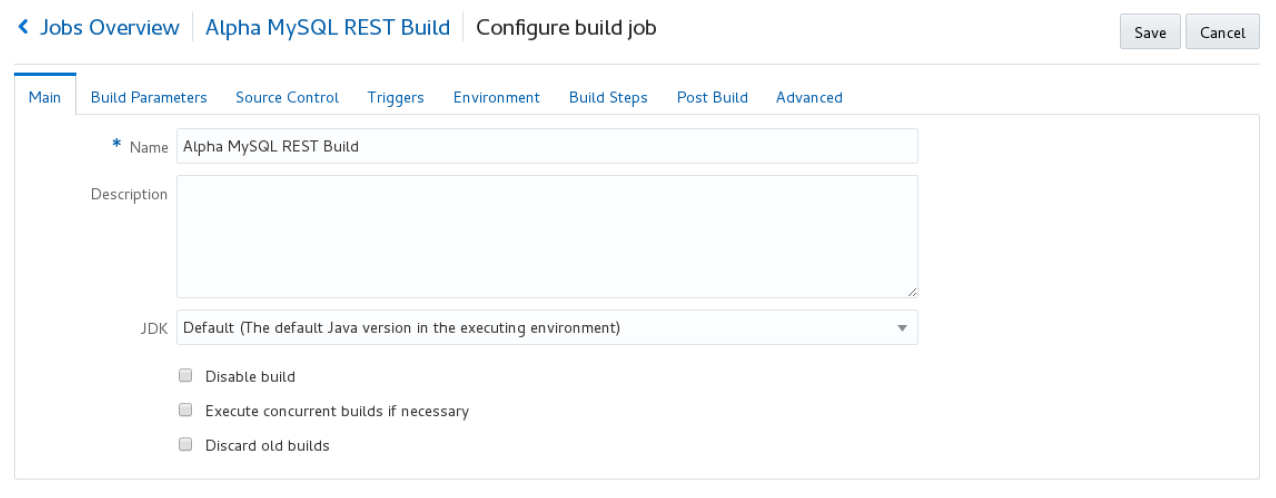 Jobs Overview Alpha MySQL REST Build Configure build job Save Cancel
Main Build Parameters Source Control Triggers Environment Build Steps Post Build Advanced
* Name Alpha MySQL REST Build
Description
JDK Default (The default Java version in the executing environment)
Disable build
Execute concurrent builds if necessary
Discard old builds